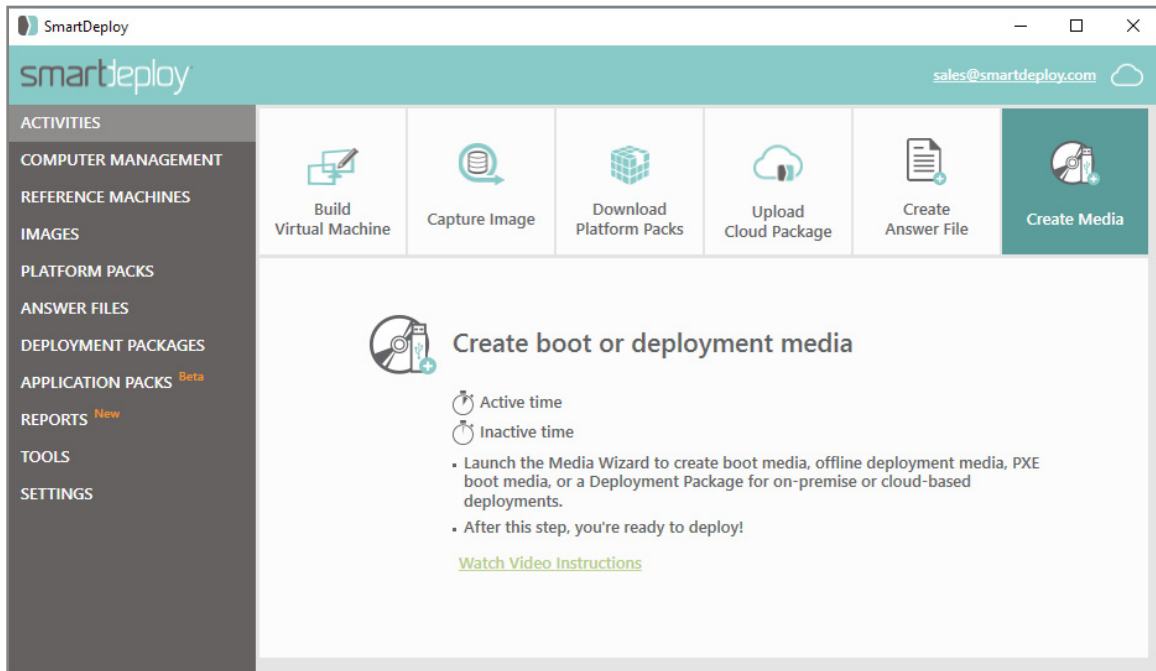 SmartDeploy
smartdeploy
sales@smartdeploy.com
ACTIVITIES
COMPUTER MANAGEMENT
REFERENCE MACHINES
IMAGES
PLATFORM PACKS
ANSWER FILES
DEPLOYMENT PACKAGES
APPLICATION PACKS Beta
REPORTS New
TOOLS
SETTINGS
Build
Virtual Machine
Capture Image
Download
Platform Packs
Upload
Cloud Package
Create
Answer File
Create Media
Create boot or deployment media
Active time
Inactive time
▪ Launch the Media Wizard to create boot media, offline deployment media, PXE
boot media, or a Deployment Package for on-premise or cloud-based
deployments.
▪ After this step, you're ready to deploy!
Watch Video Instructions